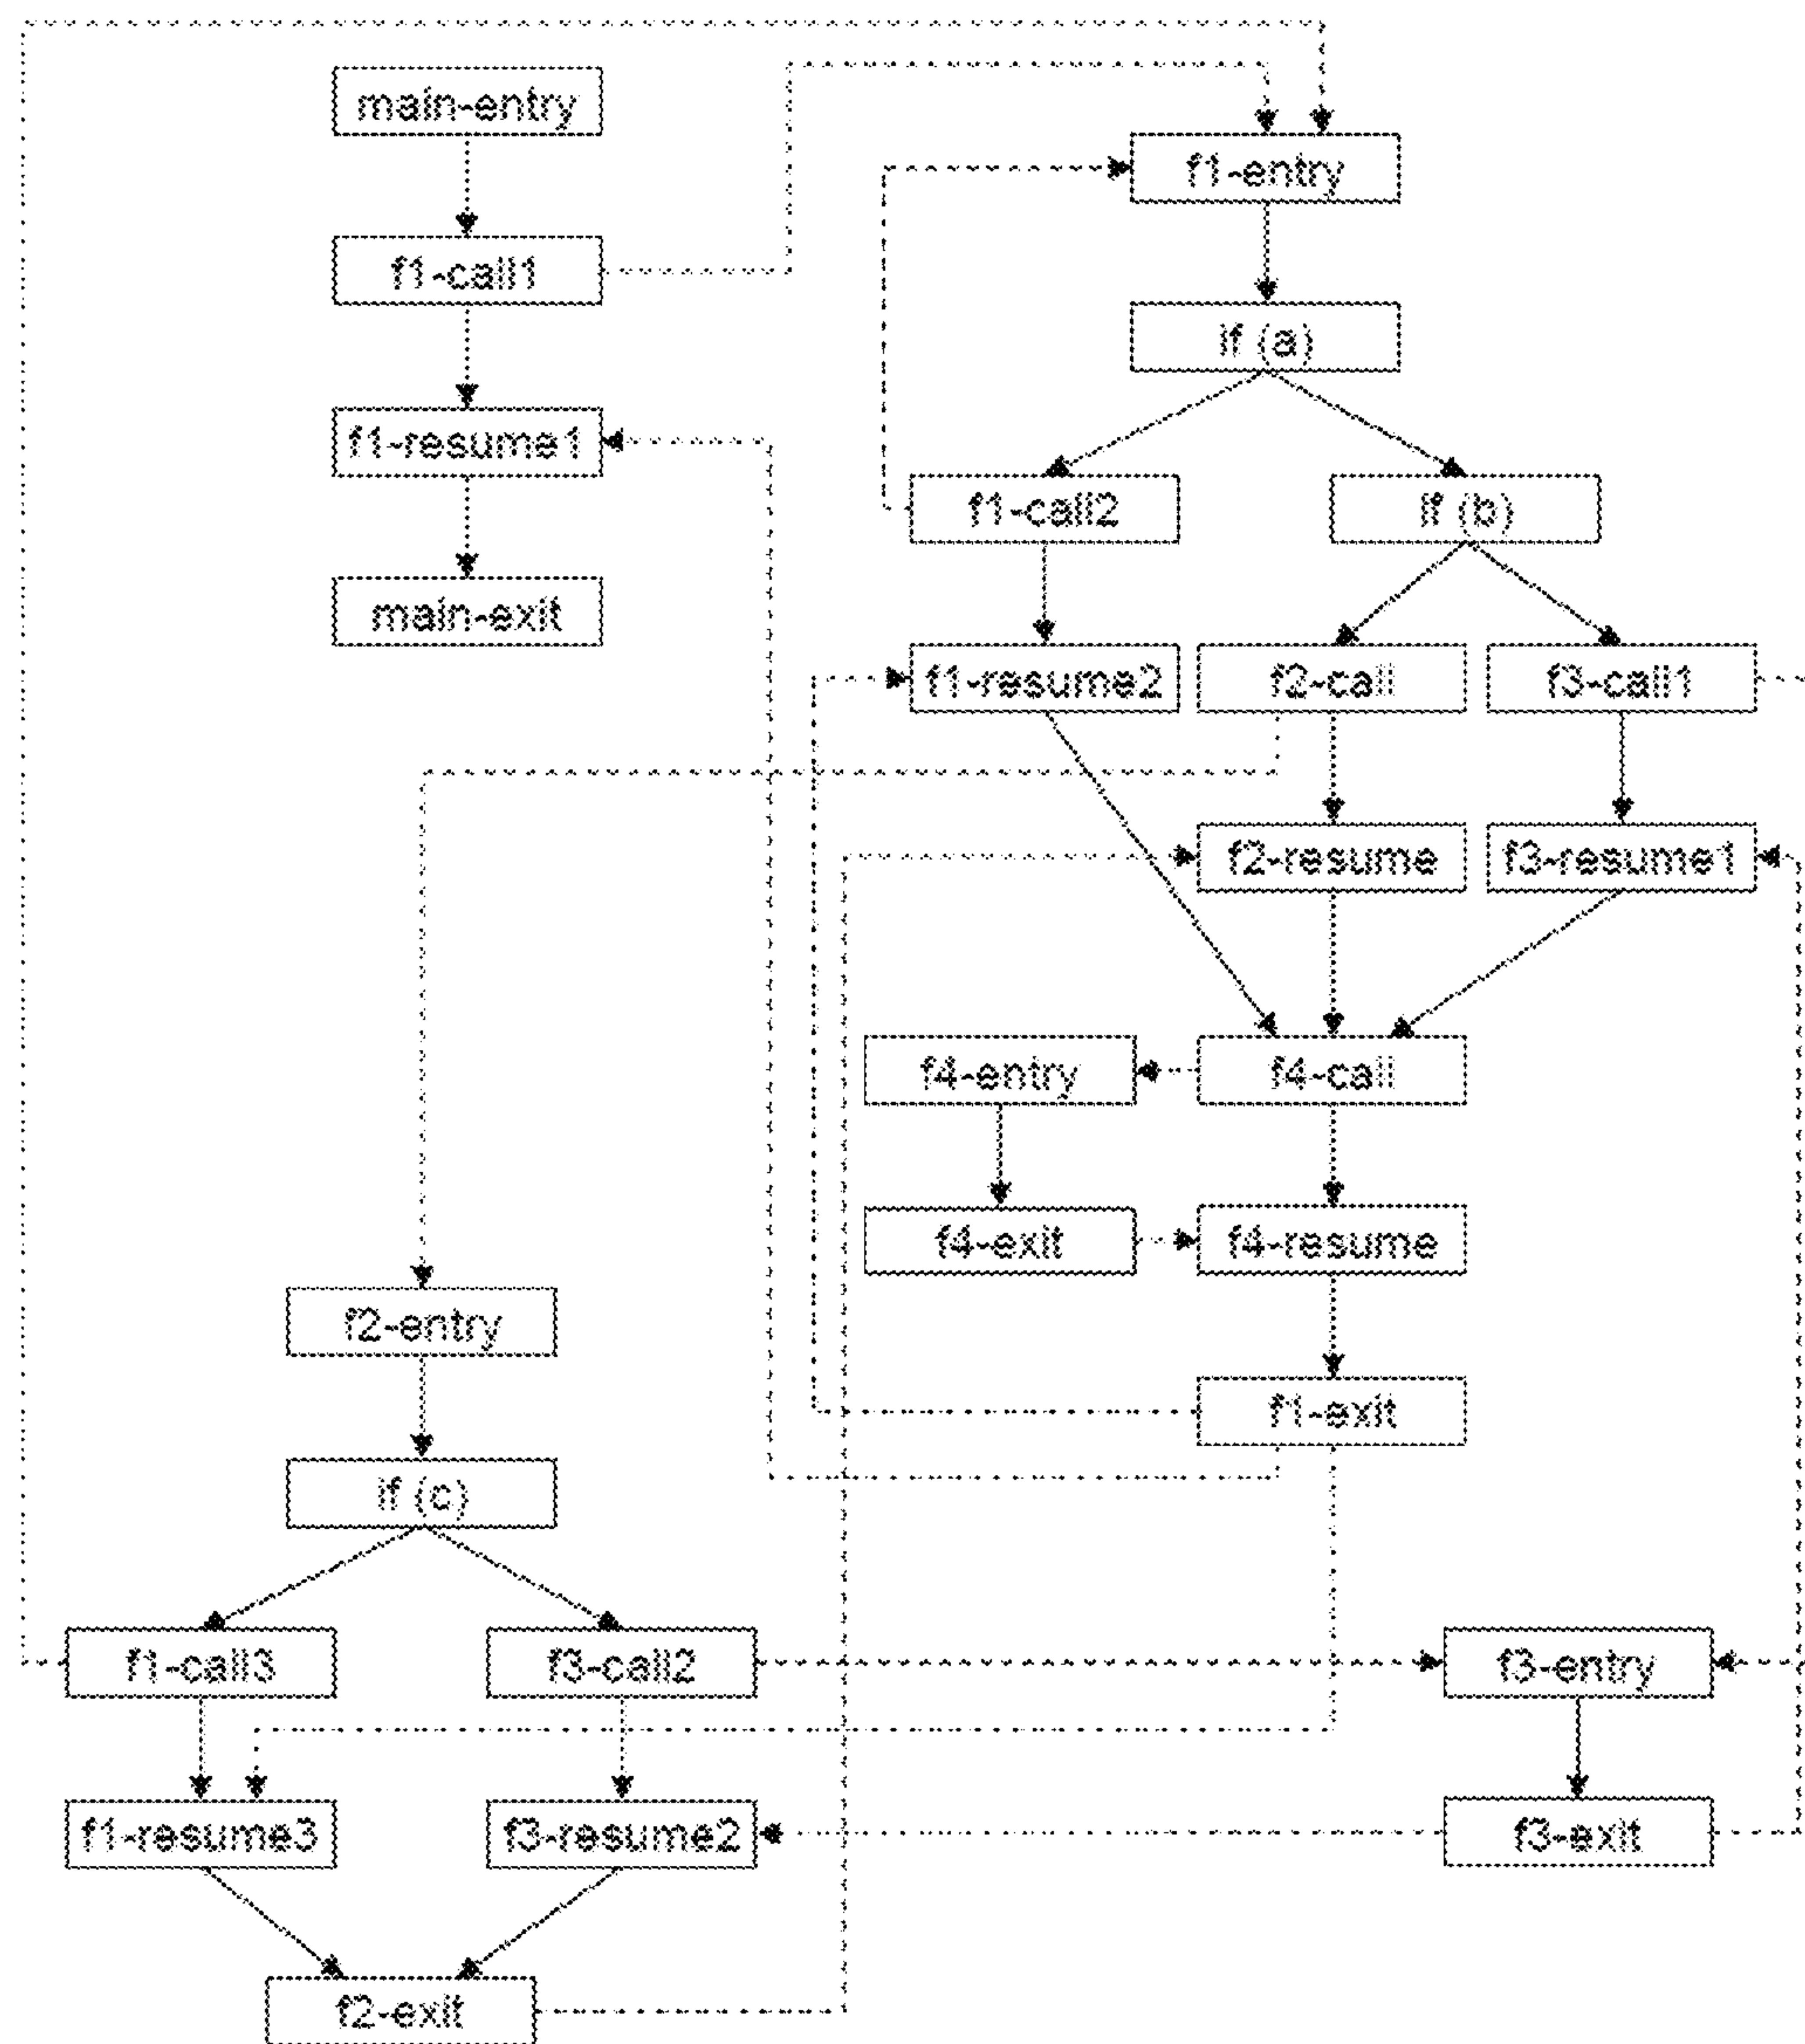 main-entry
f1-entry
f1-call1
if (a)
f1-resume1
f1-call2
if (b)
main-exit
f1-resume2
f2-call
f3-call1
f2-resume
f3-resume1
f4-entry
f4-call
f4-exit
f4-resume
f2-entry
f1-exit
if (c)
f1-call3
f3-call2
f3-entry
f1-resume3
f3-resume2
f3-exit
f2-exit